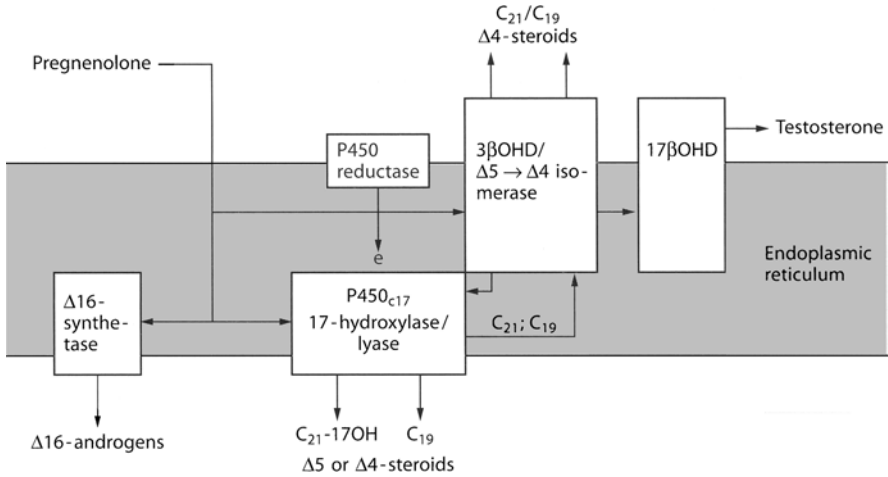 C₂₁/C₁₉
Δ4-steroids
Pregnenolone
P450
reductase
3βOHD/
Δ5 → Δ4 iso-
merase
17βOHD
Testosterone
e
Endoplasmic
reticulum
Δ16-
synthe-
tase
P450c17
17-hydroxylase/
lyase
C₂₁; C₁₉
Δ16-androgens
C₂₁-17OH C₁₉
Δ5 or Δ4-steroids